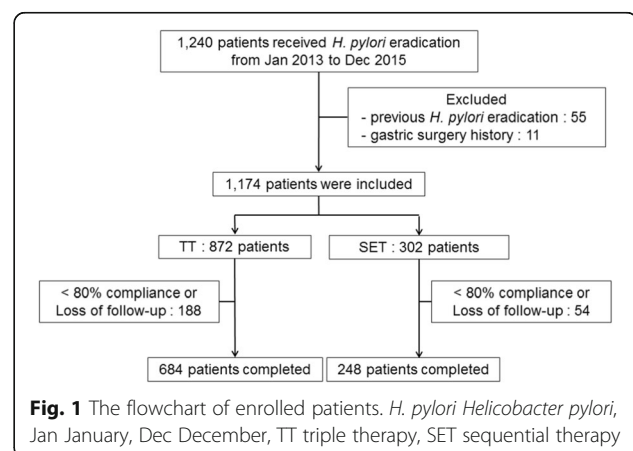 1,240 patients received H. pylori eradication
from Jan 2013 to Dec 2015
Excluded
- previous H. pylori eradication : 55
- gastric surgery history : 11
1,174 patients were included
TT : 872 patients
SET : 302 patients
< 80% compliance or
Loss of follow-up : 188
< 80% compliance or
Loss of follow-up : 54
684 patients completed
248 patients completed
Fig. 1 The flowchart of enrolled patients. H. pylori Helicobacter pylori,
Jan January, Dec December, TT triple therapy, SET sequential therapy